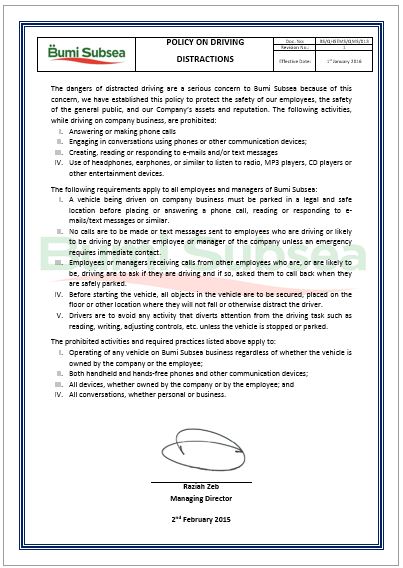 Bumi Subsea
POLICY ON DRIVING
DISTRACTIONS
Doc. No:
Revision No.:
1
Effective Date:
1st January 2016
The dangers of distracted driving are a serious concern to Bumi Subsea because of this
concern, we have established this policy to protect the safety of our employees, the safety
of the general public, and our Company's assets and reputation. The following activities,
while driving on company business, are prohibited:
I. Answering or making phone calls
II. Engaging in conversations using phones or other communication devices;
III. Creating, reading or responding to e-mails and/or text messages
IV. Use of headphones, earphones, or similar to listen to radio, MP3 players, CD players or
other entertainment devices.
The following requirements apply to all employees and managers of Bumi Subsea:
I. A vehicle being driven on company business must be parked in a legal and safe
location before placing or answering a phone call, reading or responding to e-
mails/text messages or similar.
II. No calls are to be made or text messages sent to employees who are driving or likely
to be driving by another employee or manager of the company unless an emergency
requires immediate contact.
III. Employees or managers receiving calls from other employees who are, or are likely to
be, driving are to ask if they are driving and if so, asked them to call back when they
are safely parked.
IV. Before starting the vehicle, all objects in the vehicle are to be secured, placed on the
floor or other location where they will not fall or otherwise distract the driver.
V. Drivers are to avoid any activity that diverts attention from the driving task such as
reading, writing, adjusting controls, etc. unless the vehicle is stopped or parked.
The prohibited activities and required practices listed above apply to:
I. Operating of any vehicle on Bumi Subsea business regardless of whether the vehicle is
owned by the company or the employee;
II. Both handheld and hands-free phones and other communication devices;
III. All devices, whether owned by the company or by the employee; and
IV. All conversations, whether personal or business.
Bumi Subsea
Raziah Zeb
Managing Director
2nd February 2015